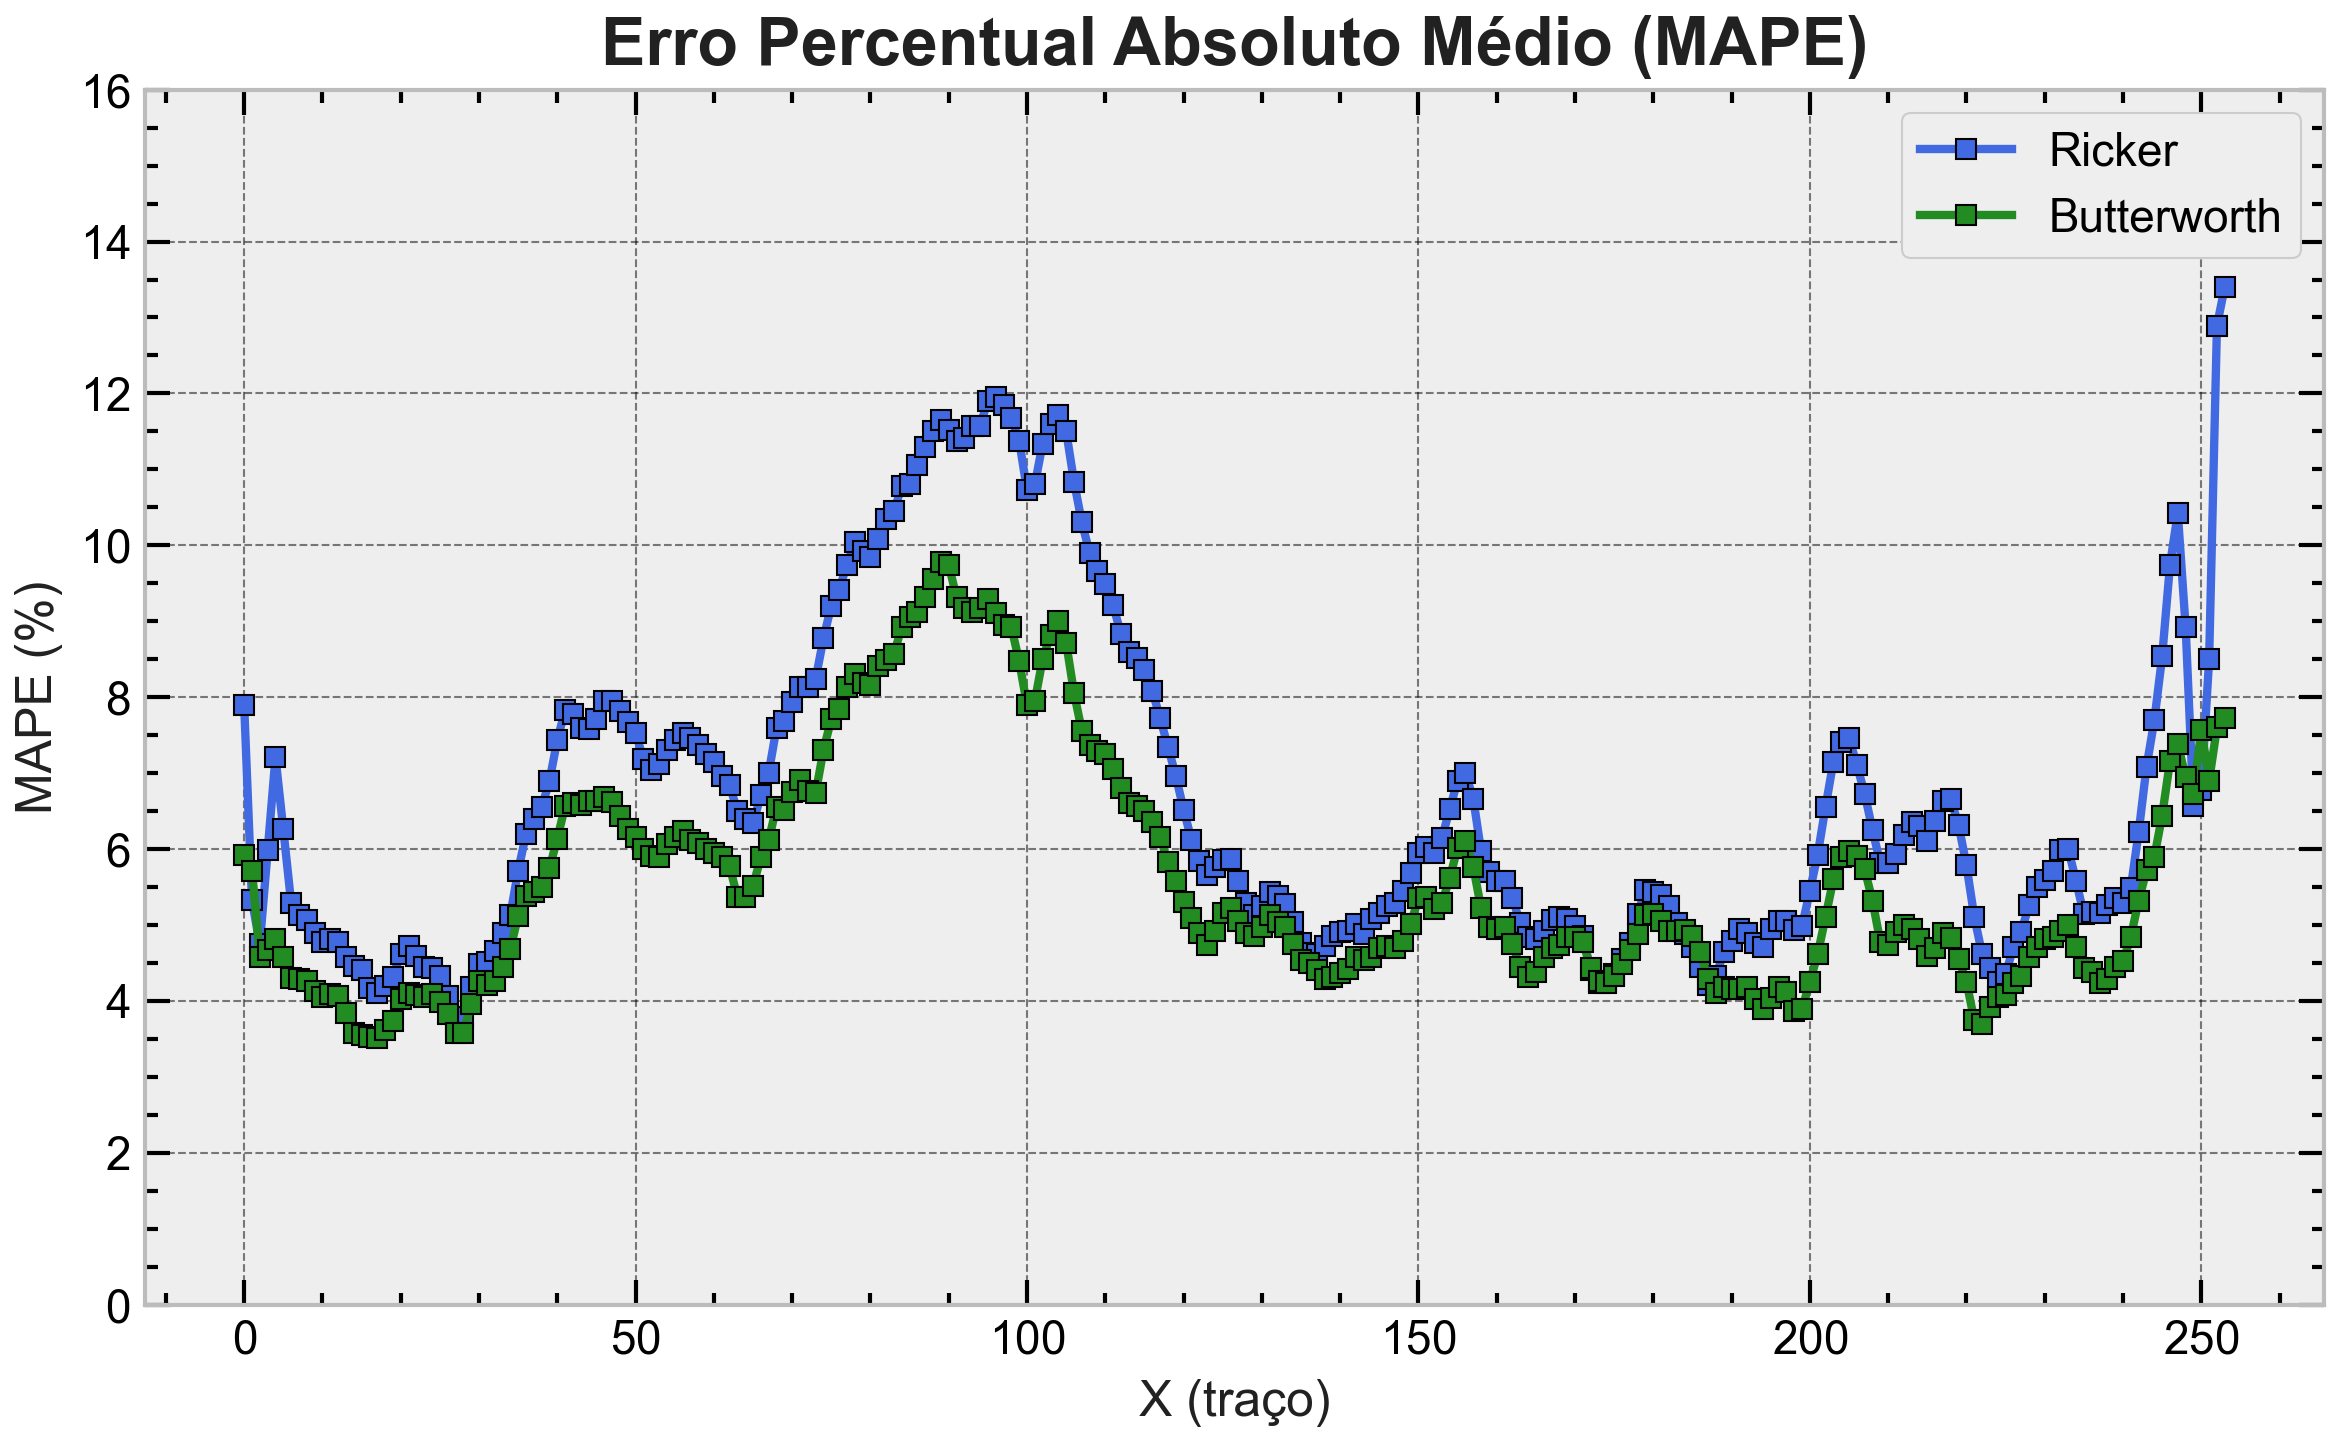 Erro Percentual Absoluto Médio (MAPE)
16
14
12
10
8
6
4
2
0
MAPE (%)
Ricker
Butterworth
0 50 100 150 200 250
X (traço)